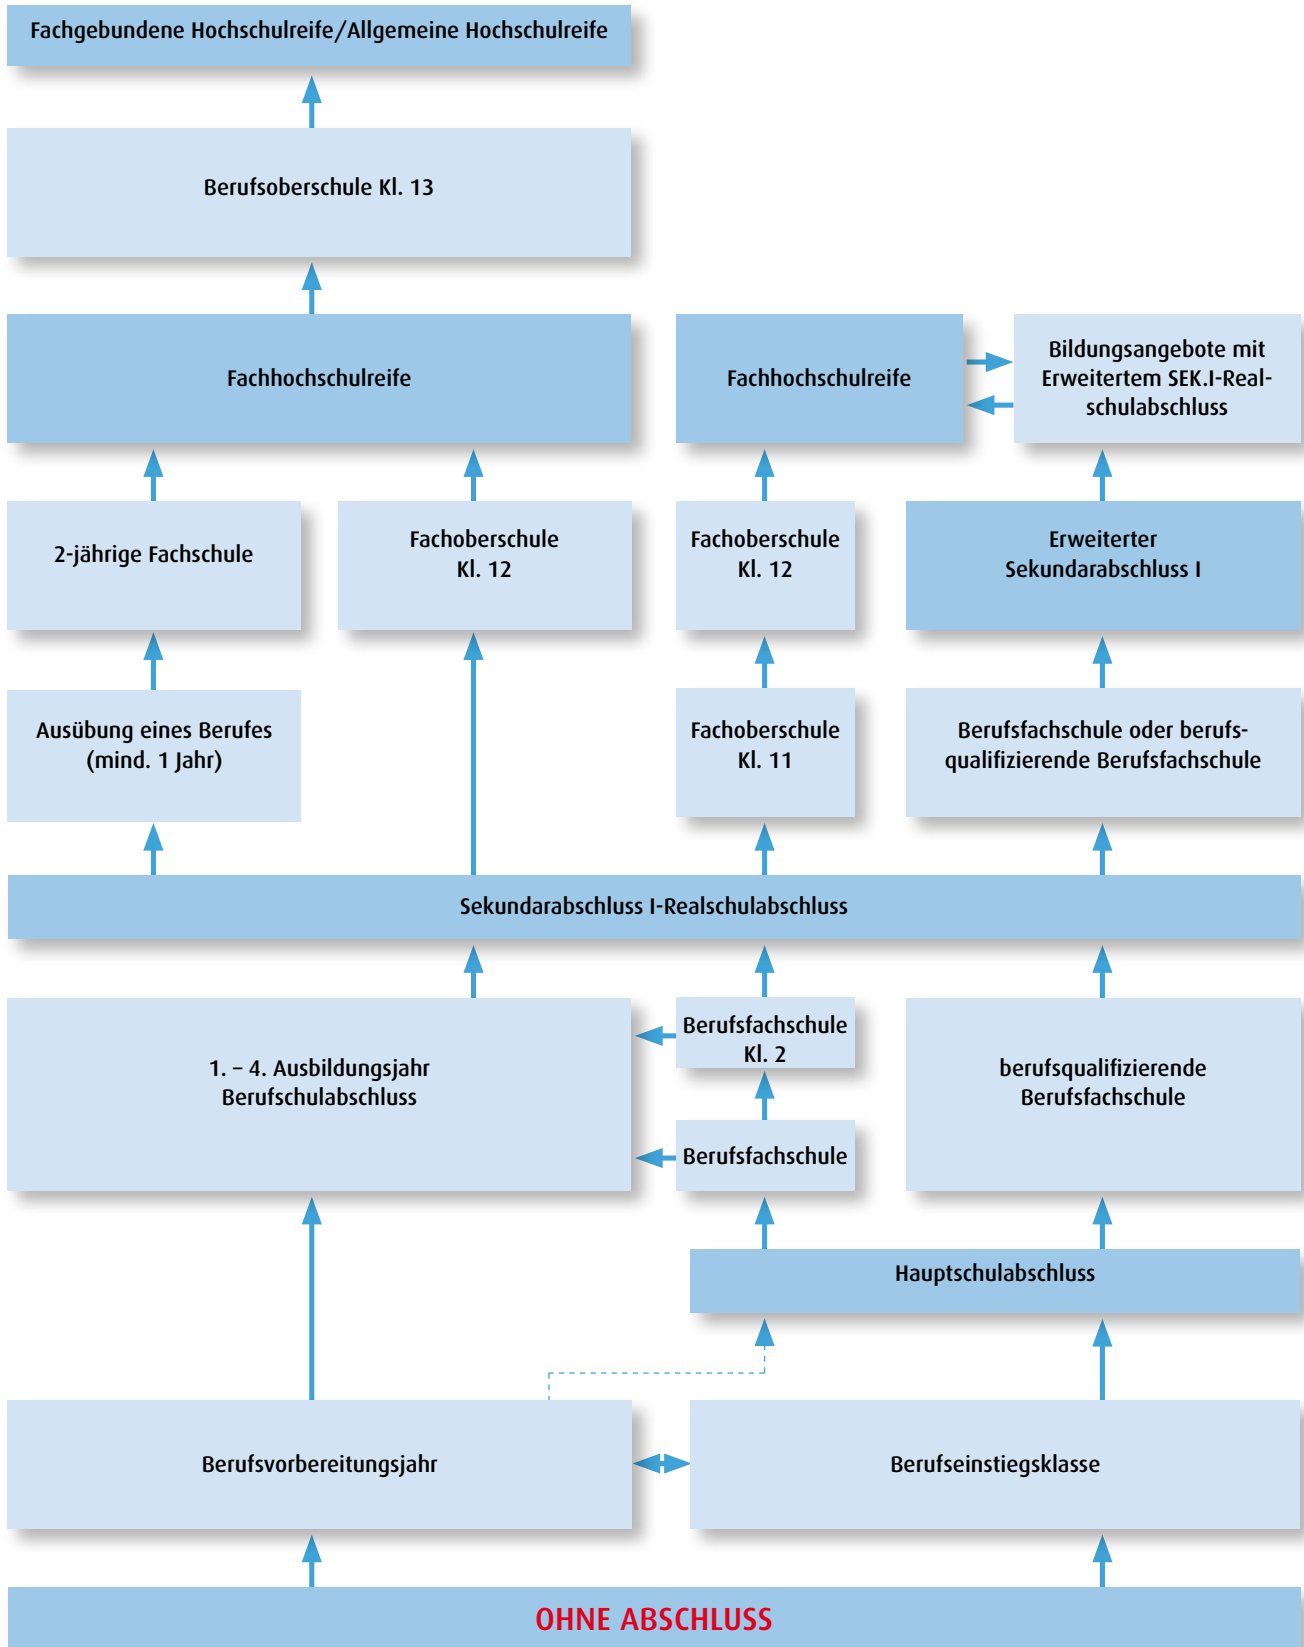 Fachgebundene Hochschulreife/Allgemeine Hochschulreife
Berufsoberschule Kl. 13
Fachhochschulreife
Fachhochschulreife
Bildungsangebote mit
Erweitertem SEK.I-Real-
schulabschluss
2-jährige Fachschule
Fachoberschule
Kl. 12
Fachoberschule
Kl. 12
Erweiterter
Sekundarabschluss I
Ausübung eines Berufes
(mind. 1 Jahr)
Fachoberschule
Kl. 11
Berufsfachschule oder berufs-
qualifizierende Berufsfachschule
Sekundarabschluss I-Realschulabschluss
1. – 4. Ausbildungsjahr
Berufschulabschluss
Berufsfachschule
Kl. 2
Berufsfachschule
berufsqualifizierende
Berufsfachschule
Hauptschulabschluss
Berufsvorbereitungsjahr
Berufseinstiegsklasse
OHNE ABSCHLUSS